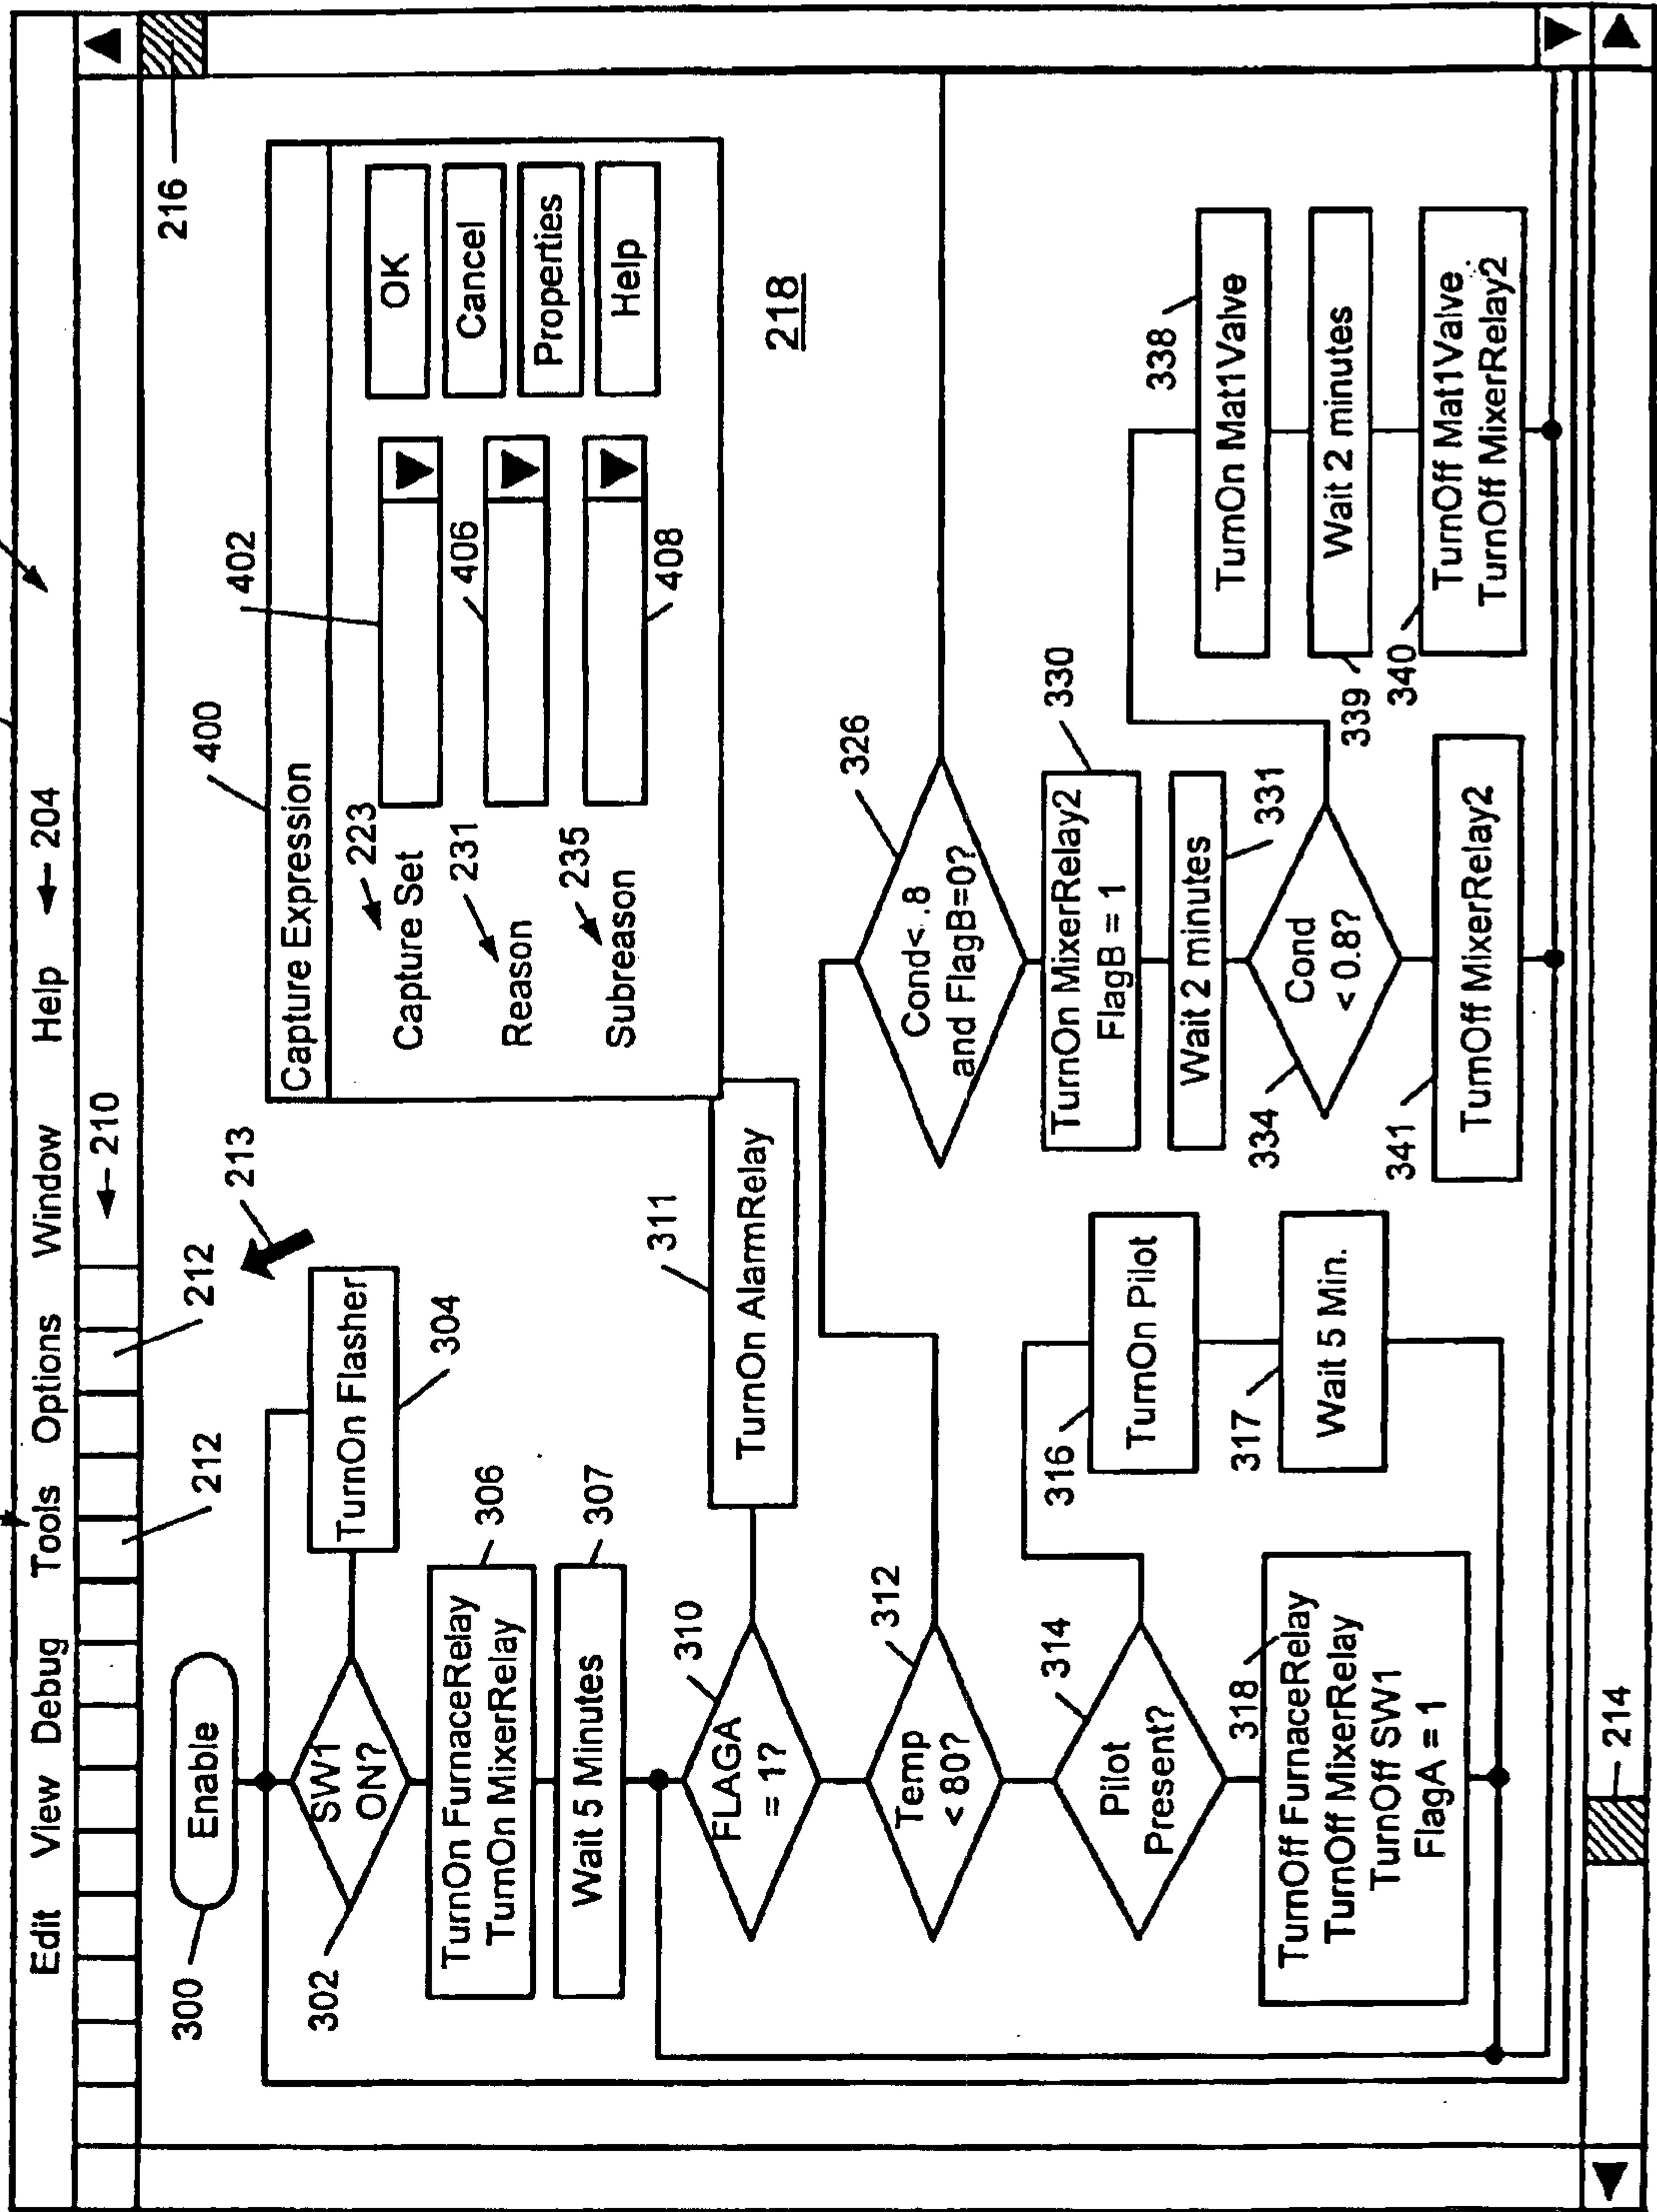 Edit View Debug Tools Options Window Help 204
210
212
212
213
216
300
Enable
302
SW1
ON?
TurnOn Flasher
304
TurnOn FurnaceRelay
TurnOn MixerRelay
306
Wait 5 Minutes
307
310
FLAGA
= 1?
311
TurnOn AlarmRelay
312
Temp
< 80?
314
Pilot
Present?
316
TurnOn Pilot
317
Wait 5 Min.
318
TurnOff FurnaceRelay
TurnOff MixerRelay
TurnOff SW1
FlagA = 1
400
Capture Expression
402
223
Capture Set
406
231
Reason
235
Subreason
408
OK
Cancel
Properties
Help
218
326
Cond<.8
and FlagB=0?
330
TurnOn MixerRelay2
FlagB = 1
Wait 2 minutes
331
334
Cond
< 0.8?
338
TurnOn Mat1Valve
339
Wait 2 minutes
340
TurnOff Mat1Valve
TurnOff MixerRelay2
341
TurnOff MixerRelay2
214